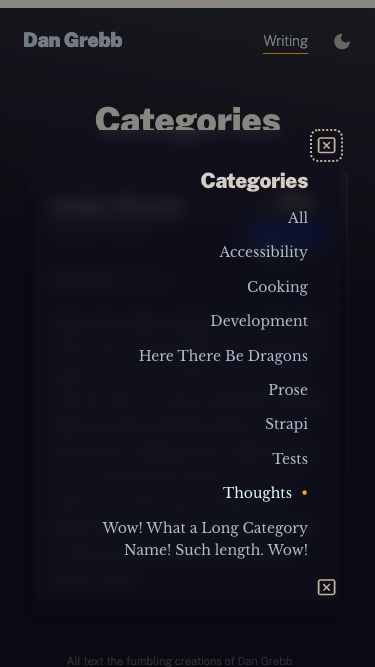 Dan Grebb
Writing
Categories
Categories
All
Accessibility
Cooking
Development
Here There Be Dragons
Prose
Strapi
Tests
Thoughts
Wow! What a Long Category
Name! Such length. Wow!
All text the fumbling creations of Dan Grebb